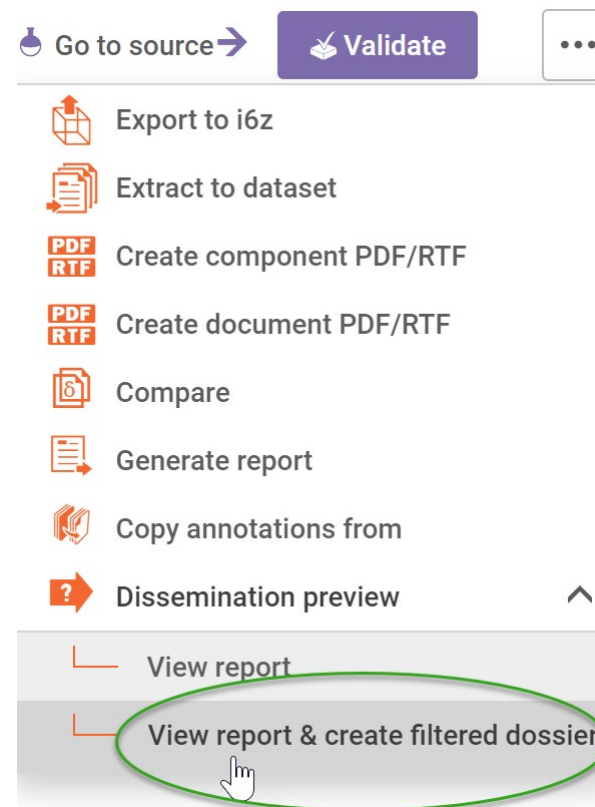 Go to source
Validate
Export to i6z
Extract to dataset
PDF
RTF
Create component PDF/RTF
PDF
RTF
Create document PDF/RTF
δ
Compare
Generate report
Copy annotations from
?
Dissemination preview
View report
View report & create filtered dossier